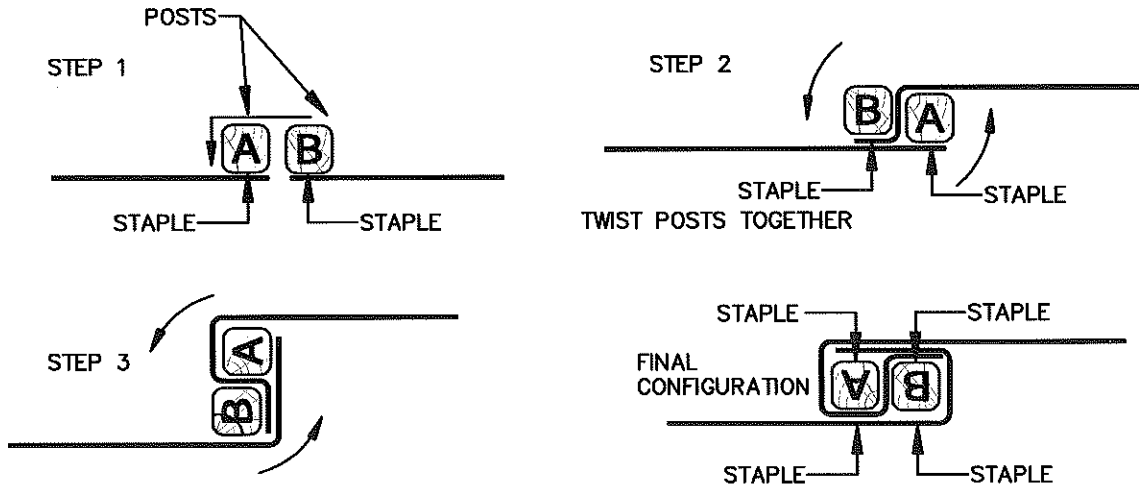 POSTS
STEP 1
A B
STAPLE STAPLE
STEP 2
B A
STAPLE STAPLE
TWIST POSTS TOGETHER
STEP 3
A
B
STAPLE STAPLE
FINAL
CONFIGURATION
A B
STAPLE STAPLE